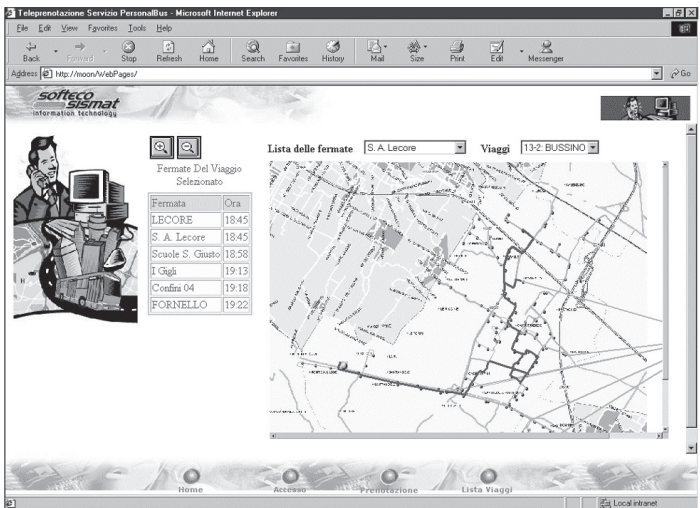 Teleprenotazione Servizio PersonalBus - Microsoft Internet Explorer
File Edit View Favorites Tools Help
Back Forward Stop Refresh Home Search Favorites History Mail Size Print Edit Messenger
Address http://moon/WebPages/ Go
softeco
sismat
information technology
Lista delle fermate S. A. Lecore Viaggi 13-2: BUSSINO
Fermate Del Viaggio
Selezionato
Fermata Ora
LECORE 18:45
S. A. Lecore 18:45
Scuole S. Giusto 18:58
I Gigli 19:13
Confini 04 19:18
FORNELLO 19:22
Home Accesso Prenotazione Lista Viaggi
Local intranet